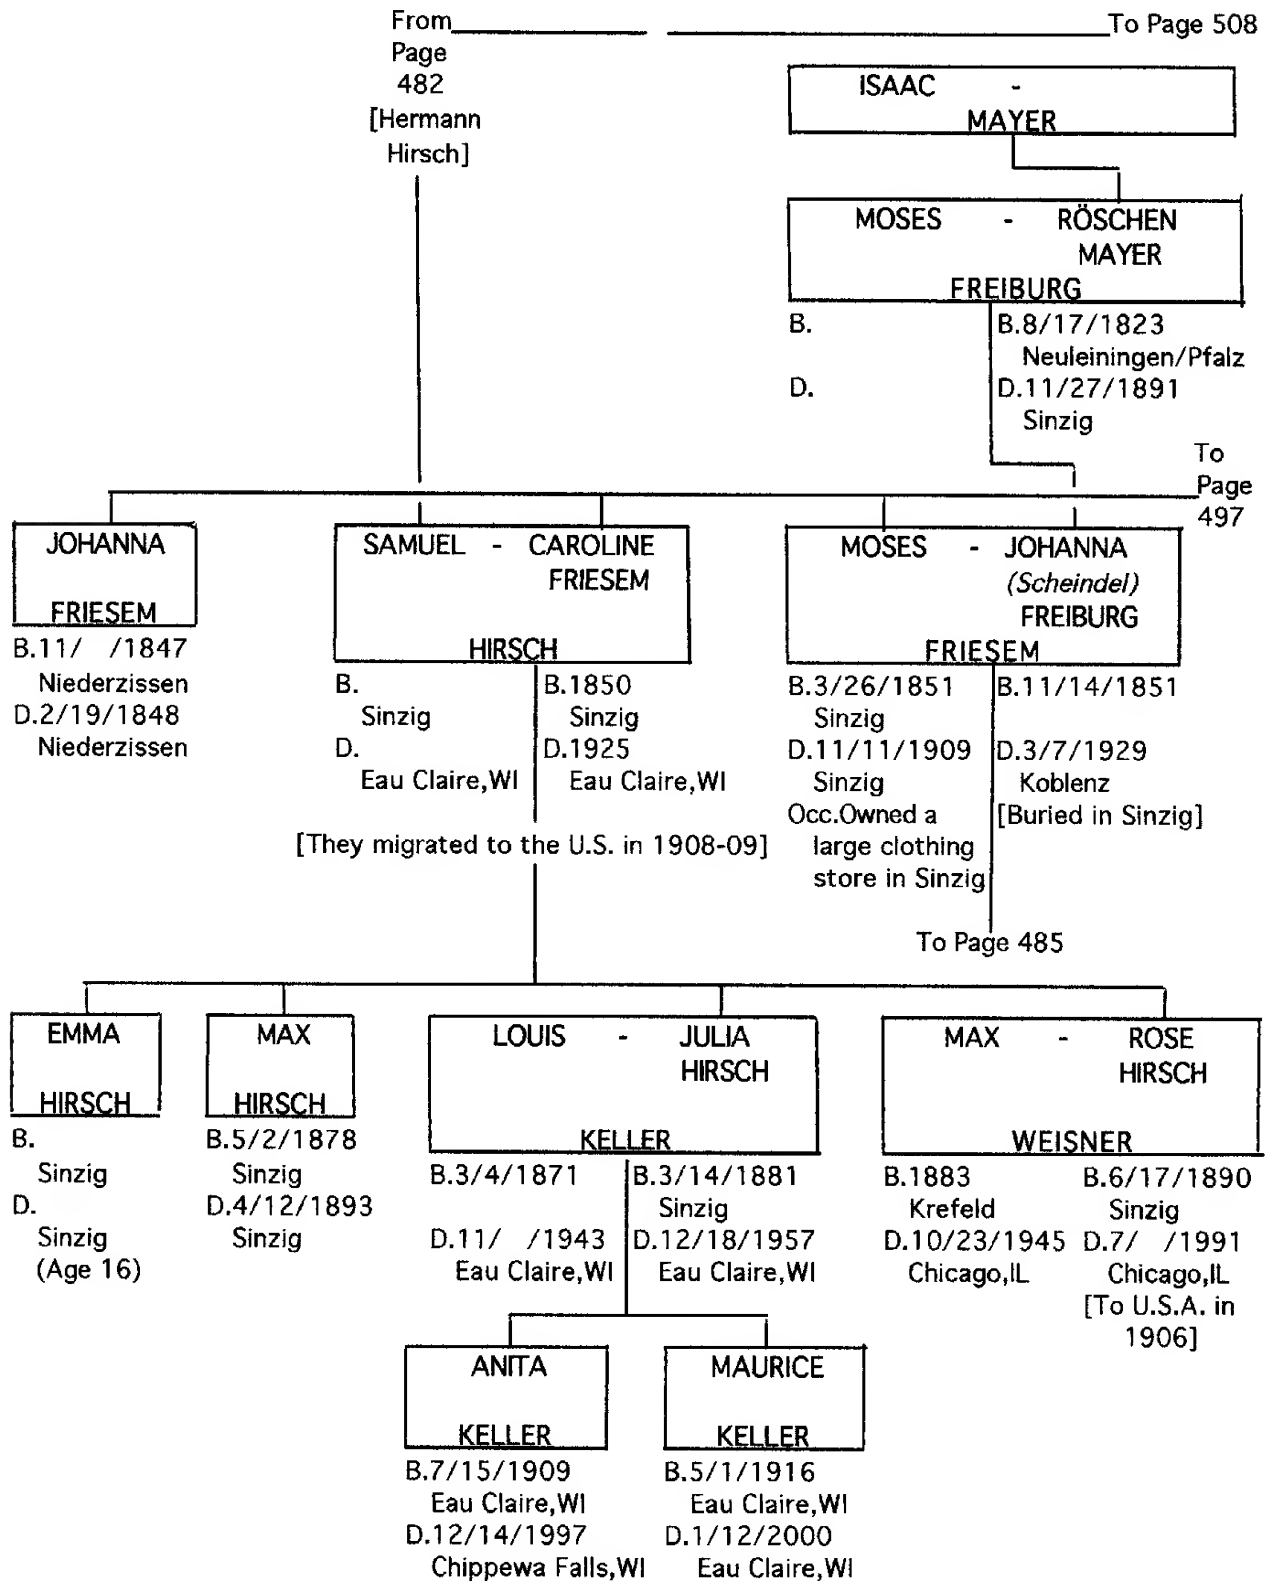 From To Page 508
Page
482
[Hermann
Hirsch]
ISAAC -
MAYER
MOSES - RÖSCHEN
MAYER
FREIBURG
B. B.8/17/1823
Neuleiningen/Pfalz
D. D.11/27/1891
Sinzig
To
Page
497
JOHANNA
FRIESEM
B.11/ /1847
Niederzissen
D.2/19/1848
Niederzissen
SAMUEL - CAROLINE
FRIESEM
HIRSCH
B. B.1850
Sinzig Sinzig
D. D.1925
Eau Claire,WI Eau Claire,WI
[They migrated to the U.S. in 1908-09]
MOSES - JOHANNA
(Scheindel)
FREIBURG
FRIESEM
B.3/26/1851 B.11/14/1851
Sinzig
D.11/11/1909 D.3/7/1929
Sinzig Koblenz
Occ.Owned a [Buried in Sinzig]
large clothing
store in Sinzig
To Page 485
EMMA
HIRSCH
B.
Sinzig
D.
Sinzig
(Age 16)
MAX
HIRSCH
B.5/2/1878
Sinzig
D.4/12/1893
Sinzig
LOUIS - JULIA
HIRSCH
KELLER
B.3/4/1871 B.3/14/1881
Sinzig
D.11/ /1943 D.12/18/1957
Eau Claire,WI Eau Claire,WI
MAX - ROSE
HIRSCH
WEISNER
B.1883 B.6/17/1890
Krefeld Sinzig
D.10/23/1945 D.7/ /1991
Chicago,IL Chicago,IL
[To U.S.A. in
1906]
ANITA
KELLER
B.7/15/1909
Eau Claire,WI
D.12/14/1997
Chippewa Falls,WI
MAURICE
KELLER
B.5/1/1916
Eau Claire,WI
D.1/12/2000
Eau Claire,WI